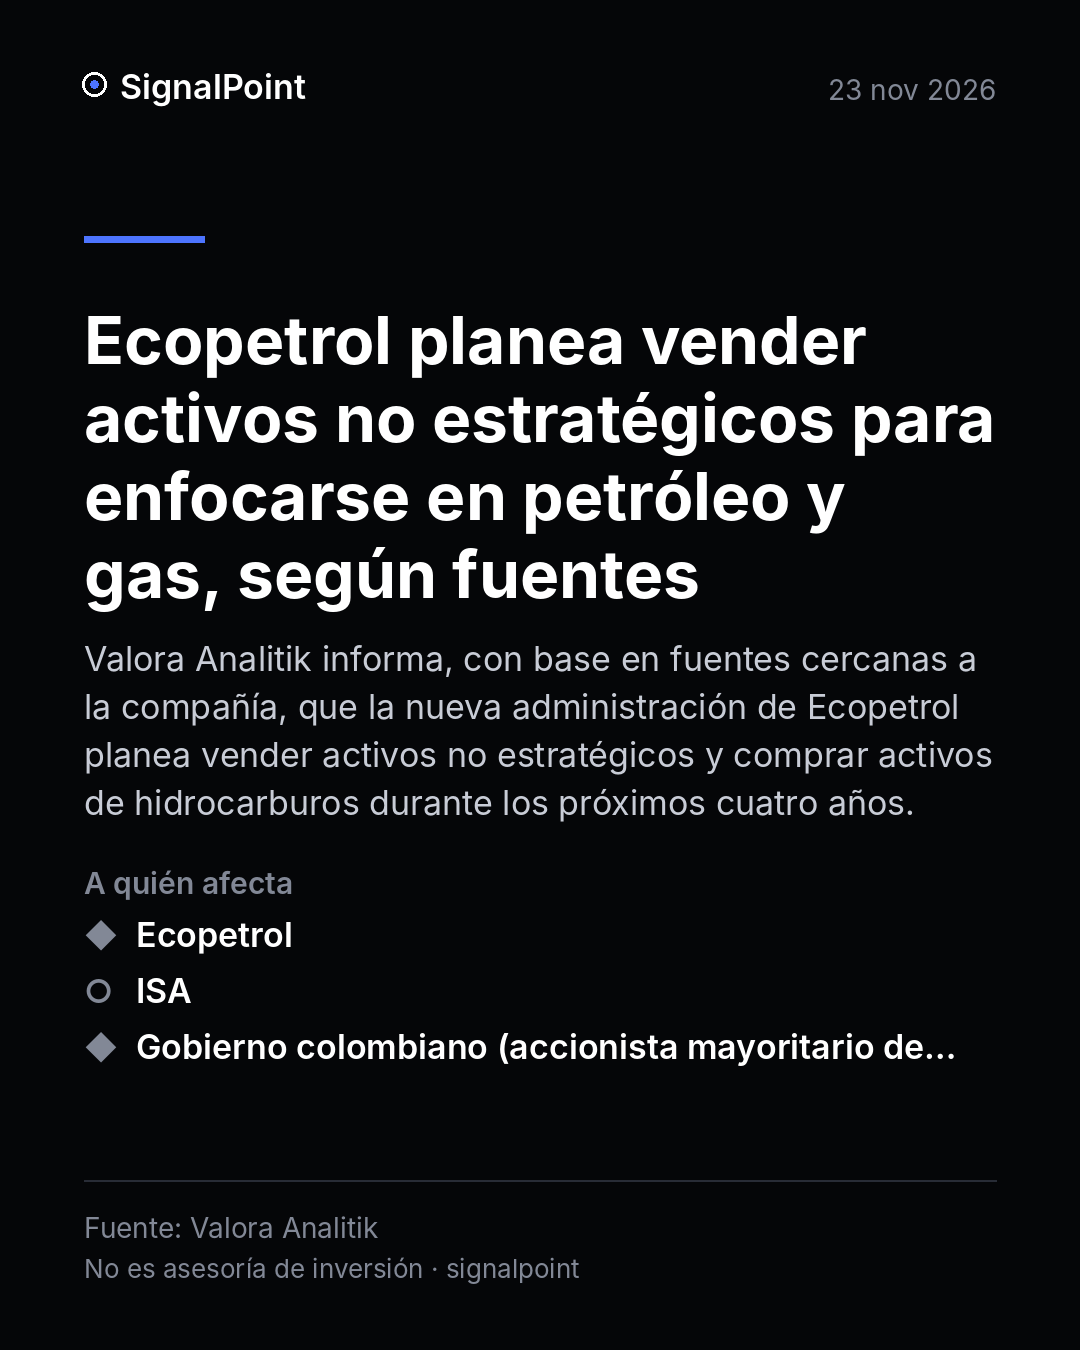 SignalPoint
23 nov 2026
Ecopetrol planea vender
activos no estratégicos para
enfocarse en petróleo y
gas, según fuentes
Valora Analitik informa, con base en fuentes cercanas a
la compañía, que la nueva administración de Ecopetrol
planea vender activos no estratégicos y comprar activos
de hidrocarburos durante los próximos cuatro años.
A quién afecta
Ecopetrol
ISA
Gobierno colombiano (accionista mayoritario de...
Fuente: Valora Analitik
No es asesoría de inversión · signalpoint